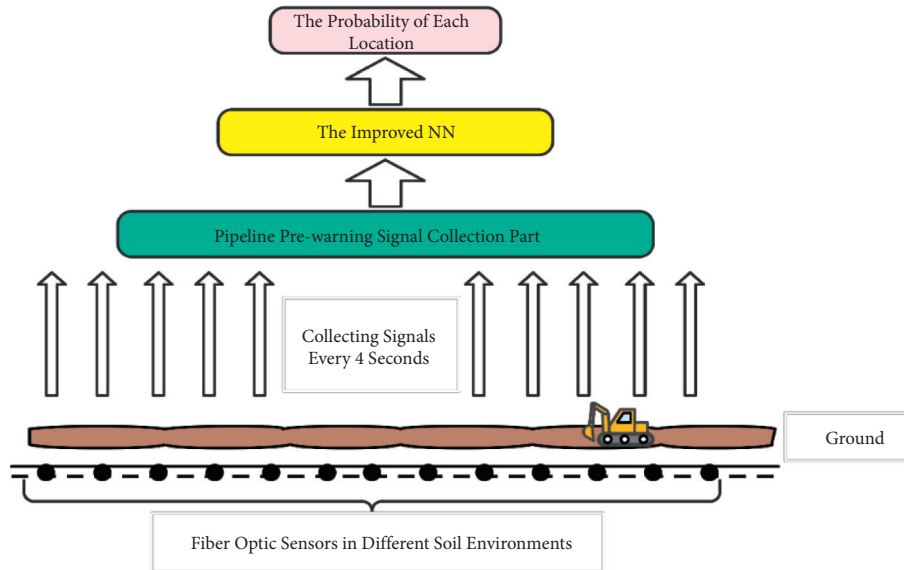 The Probability of Each
Location
The Improved NN
Pipeline Pre-warning Signal Collection Part
Collecting Signals
Every 4 Seconds
Ground
Fiber Optic Sensors in Different Soil Environments